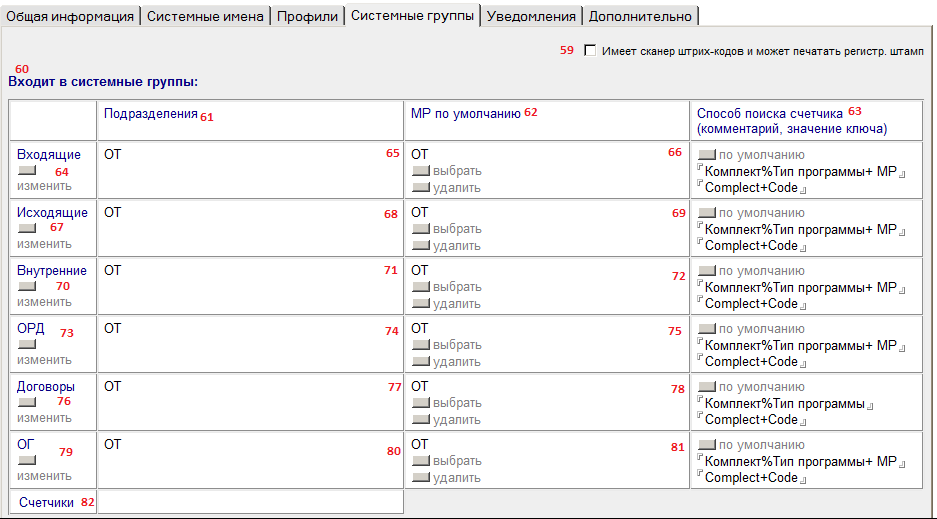 Общая информация Системные имена Профили Системные группы Уведомления Дополнительно
59 Имеет сканер штрих-кодов и может печатать регистр. штамп
60
Входит в системные группы:
Подразделения 61 МР по умолчанию 62 Способ поиска счетчика 63
(комментарий, значение ключа)
Входящие ОТ 65 ОТ 66 по умолчанию
64 выбрать Комплект%Тип программы+ МР
изменить удалить Complect+Code
Исходящие ОТ 68 ОТ 69 по умолчанию
67 выбрать Комплект%Тип программы+ МР
изменить удалить Complect+Code
Внутренние ОТ 71 ОТ 72 по умолчанию
70 выбрать Комплект%Тип программы+ МР
изменить удалить Complect+Code
ОРД 73 ОТ 74 ОТ 75 по умолчанию
выбрать Комплект%Тип программы+ МР
изменить удалить Complect+Code
Договоры ОТ 77 ОТ 78 по умолчанию
76 выбрать Комплект%Тип программы
изменить удалить Complect+Code
ОГ 79 ОТ 80 ОТ 81 по умолчанию
выбрать Комплект%Тип программы+ МР
изменить удалить Complect+Code
Счетчики 82